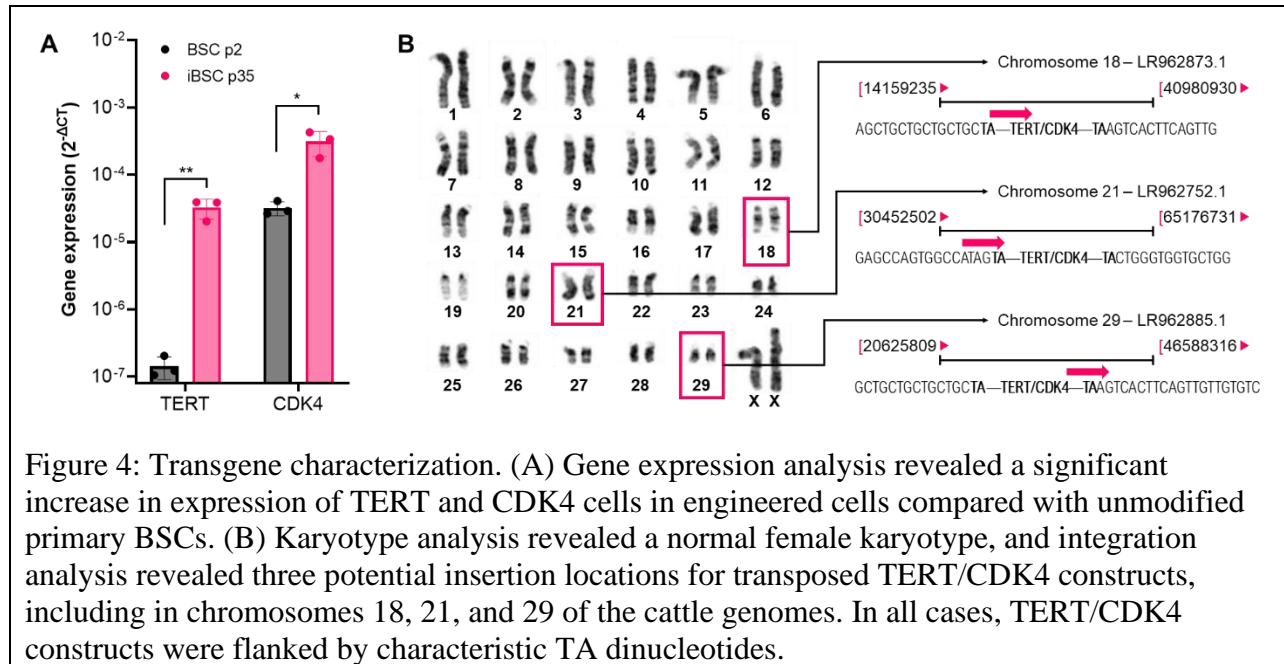 A
10^-2
10^-3
10^-4
10^-5
10^-6
10^-7
Gene expression (2^-ΔCT)
BSC p2
iBSC p35
**
*
TERT CDK4
B
1 2 3 4 5 6
7 8 9 10 11 12
13 14 15 16 17 18
19 20 21 22 23 24
25 26 27 28 29 X X
Chromosome 18 – LR962873.1
[14159235 [40980930
AGCTGCTGCTGCTGCTA—TERT/CDK4—TAAGTCACTTCAGTTG
Chromosome 21 – LR962752.1
[30452502 [65176731
GAGCCAGTGGCCATAGTA—TERT/CDK4—TACTGGGTGGTGCTGG
Chromosome 29 – LR962885.1
[20625809 [46588316
GCTGCTGCTGCTGCTA—TERT/CDK4—TAAGTCACTTCAGTTGTTGTGTC
Figure 4: Transgene characterization. (A) Gene expression analysis revealed a significant
increase in expression of TERT and CDK4 cells in engineered cells compared with unmodified
primary BSCs. (B) Karyotype analysis revealed a normal female karyotype, and integration
analysis revealed three potential insertion locations for transposed TERT/CDK4 constructs,
including in chromosomes 18, 21, and 29 of the cattle genomes. In all cases, TERT/CDK4
constructs were flanked by characteristic TA dinucleotides.